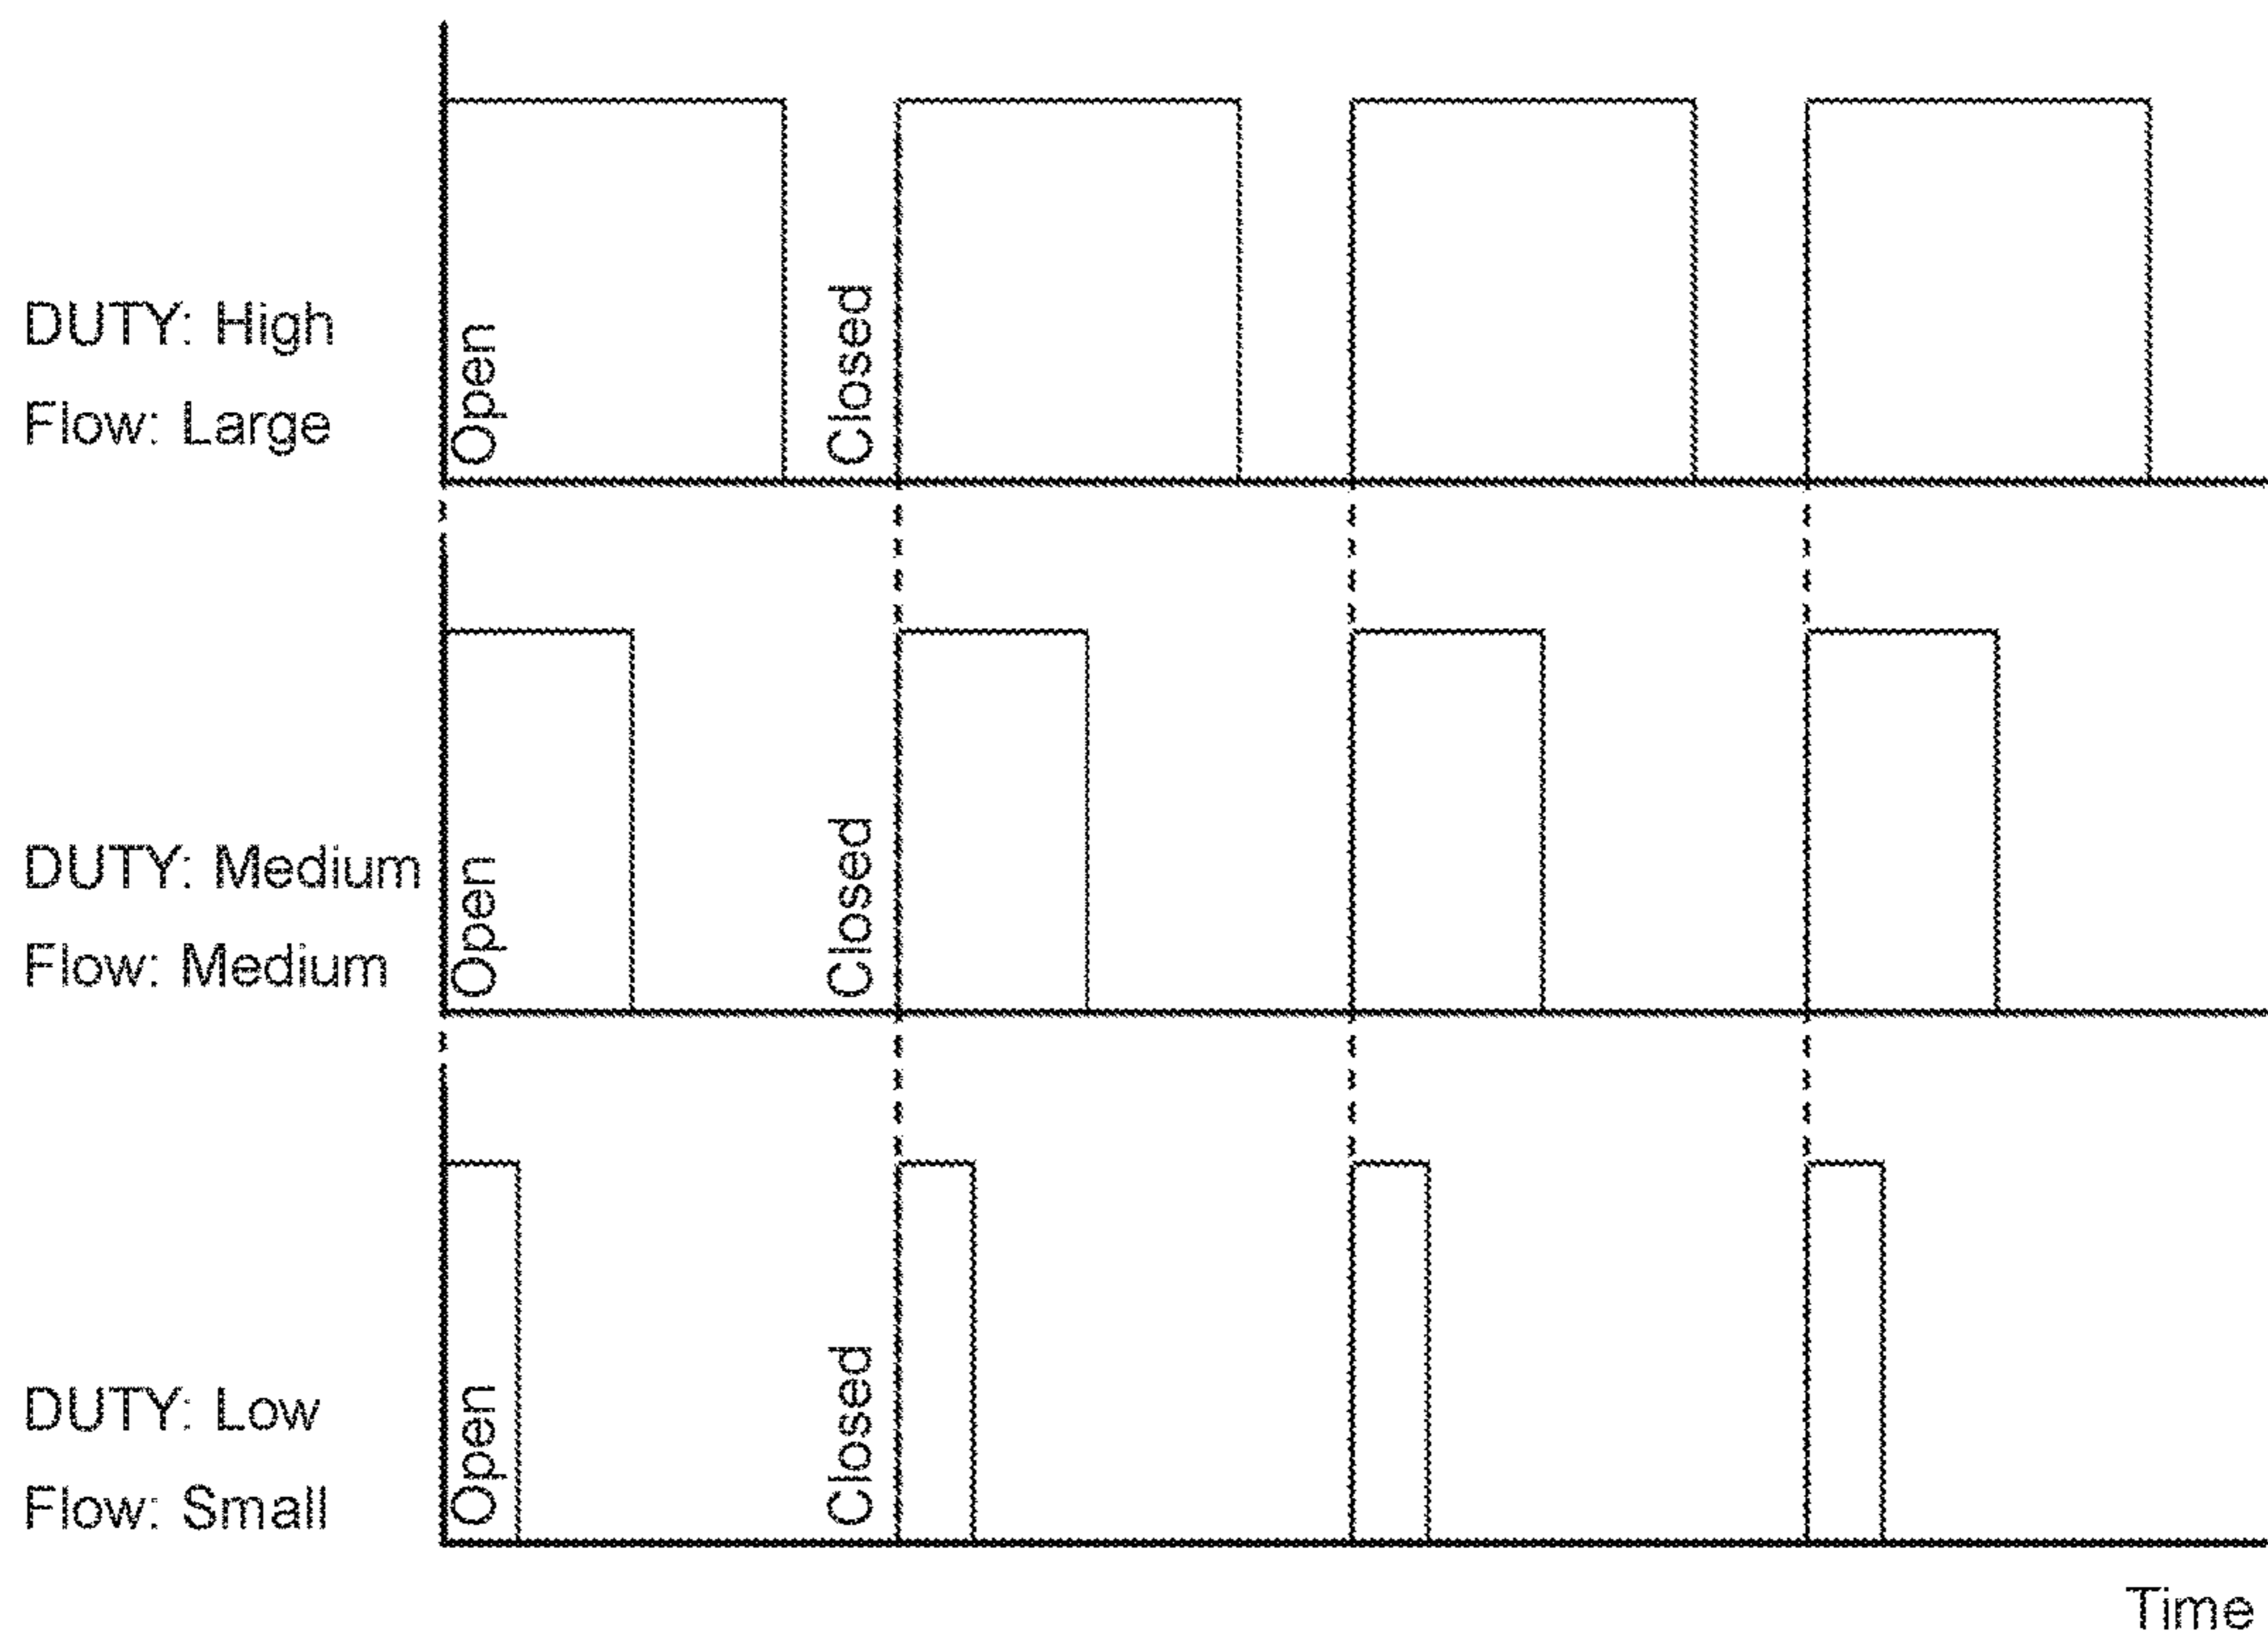 DUTY: High
Flow: Large
Open
Closed
DUTY: Medium
Flow: Medium
Open
Closed
DUTY: Low
Flow: Small
Open
Closed
Time